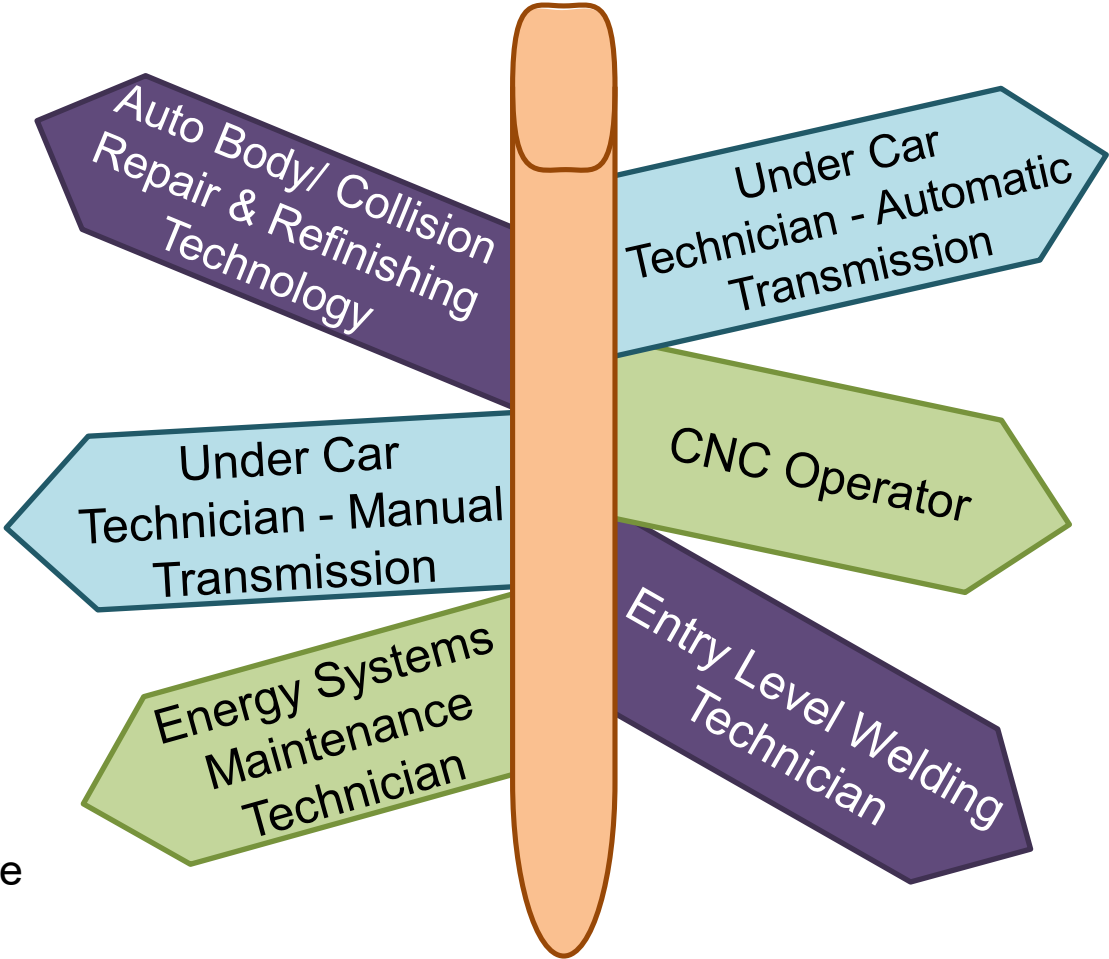 Auto Body/ Collision
Repair & Refinishing
Technology
Under Car
Technician - Automatic
Transmission
Under Car
Technician - Manual
Transmission
CNC Operator
Energy Systems
Maintenance
Technician
Entry Level Welding
Technician
e